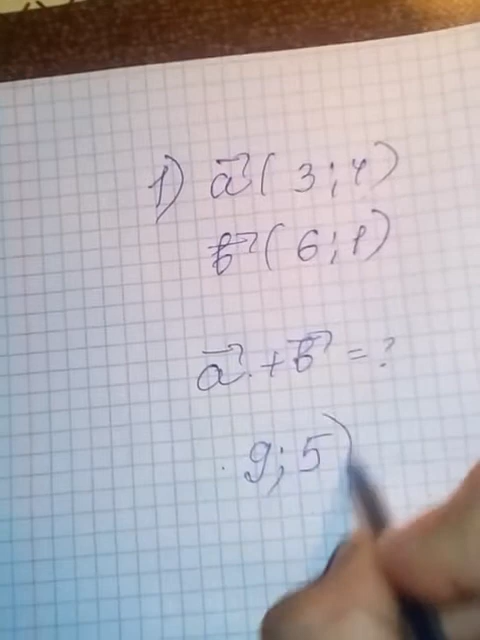 1) a⃗ (3;4)
b⃗ (6;1)
a⃗ + b⃗ = ?
9;5)